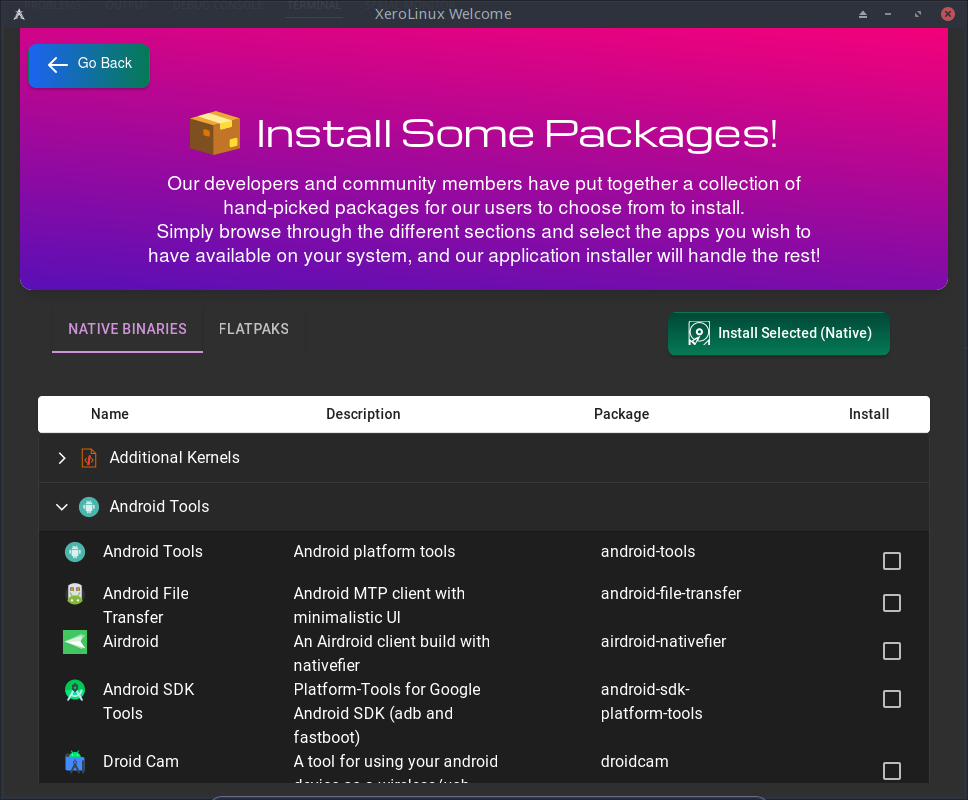 PROBLEMS OUTPUT DEBUG CONSOLE TERMINAL
XeroLinux Welcome
Go Back
Install Some Packages!
Our developers and community members have put together a collection of
hand-picked packages for our users to choose from to install.
Simply browse through the different sections and select the apps you wish to
have available on your system, and our application installer will handle the rest!
NATIVE BINARIES FLATPAKS
Install Selected (Native)
Name Description Package Install
Additional Kernels
Android Tools
Android Tools Android platform tools android-tools
Android File Android MTP client with android-file-transfer
Transfer minimalistic UI
Airdroid An Airdroid client build with airdroid-nativefier
nativefier
Android SDK Platform-Tools for Google android-sdk-
Tools Android SDK (adb and platform-tools
fastboot)
Droid Cam A tool for using your android droidcam
device as a wireless/usb